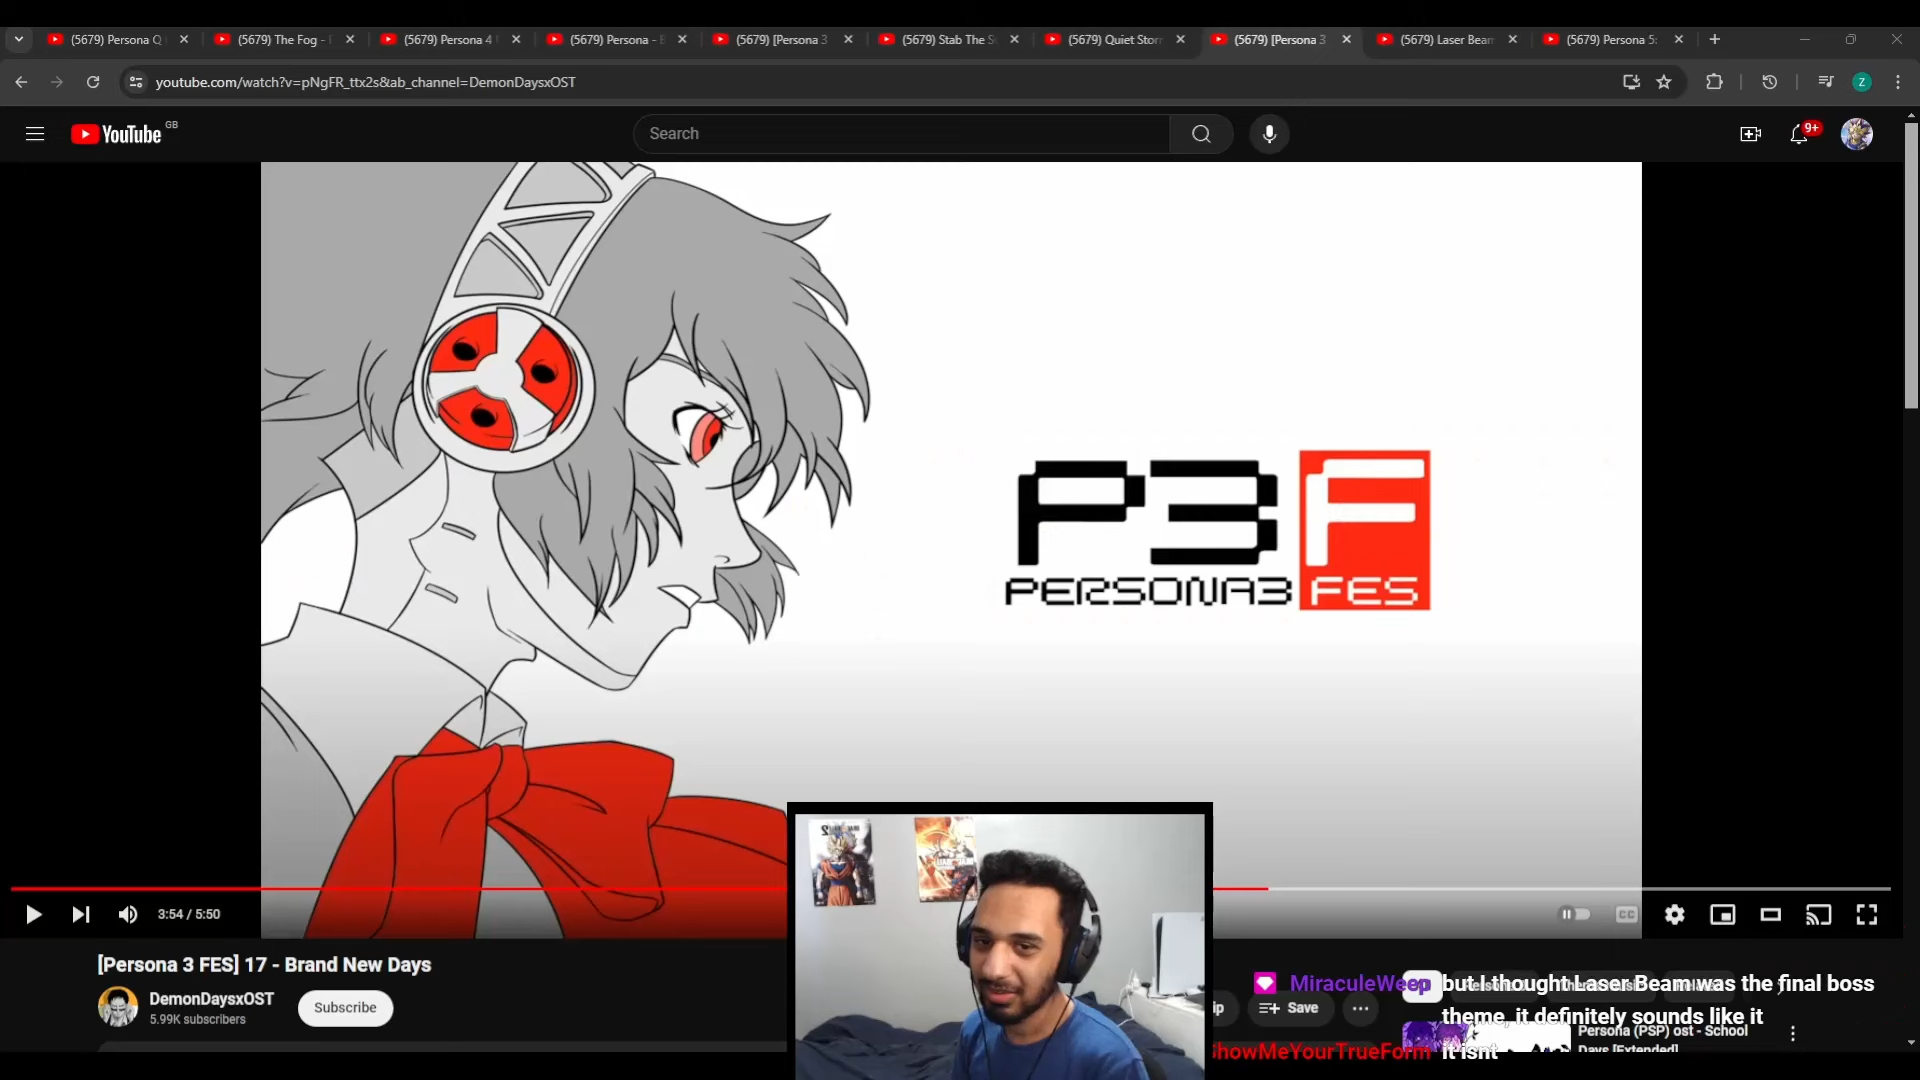 (5679) Persona Q
(5679) The Fog -
(5679) Persona 4
(5679) Persona -
(5679) [Persona 3
(5679) Stab The S
(5679) Quiet Storm
(5679) [Persona 3
(5679) Laser Beam
(5679) Persona 5:
youtube.com/watch?v=pNgFR_ttx2s&ab_channel=DemonDaysxOST
Z
YouTube GB
Search
9+
P3F
PERSONA3 FES
3:54 / 5:50
CC
[Persona 3 FES] 17 - Brand New Days
DemonDaysxOST
5.99K subscribers
Subscribe
ip
Save
MiraculeWeep but I thought Laser Beam was the final boss
theme, it definitely sounds like it
Persona (PSP) ost - School
Days [Extended]
ShowMeYourTrueForm it isnt